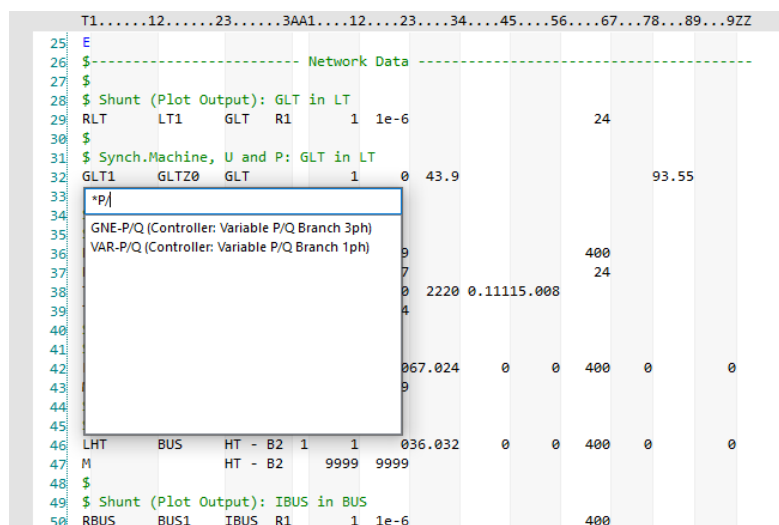 T1......12......23......3AA1....12....23....34....45....56....67...78...89...9ZZ
25 E
26 $------------------------- Network Data ----------------------------------------
27 $
28 $ Shunt (Plot Output): GLT in LT
29 RLT LT1 GLT R1 1 1e-6 24
30 $
31 $ Synch.Machine, U and P: GLT in LT
32 GLT1 GLTZ0 GLT 1 0 43.9 93.55
33
*P/
34
GNE-P/Q (Controller: Variable P/Q Branch 3ph)
35
VAR-P/Q (Controller: Variable P/Q Branch 1ph)
36 9 400
37 7 24
38 0 2220 0.11115.008
39 4
40
41
42 067.024 0 0 400 0 0
43 9
44
45
46 LHT BUS HT - B2 1 1 036.032 0 0 400 0 0
47 M HT - B2 9999 9999
48 $
49 $ Shunt (Plot Output): IBUS in BUS
50 RBUS BUS1 IBUS R1 1 1e-6 400